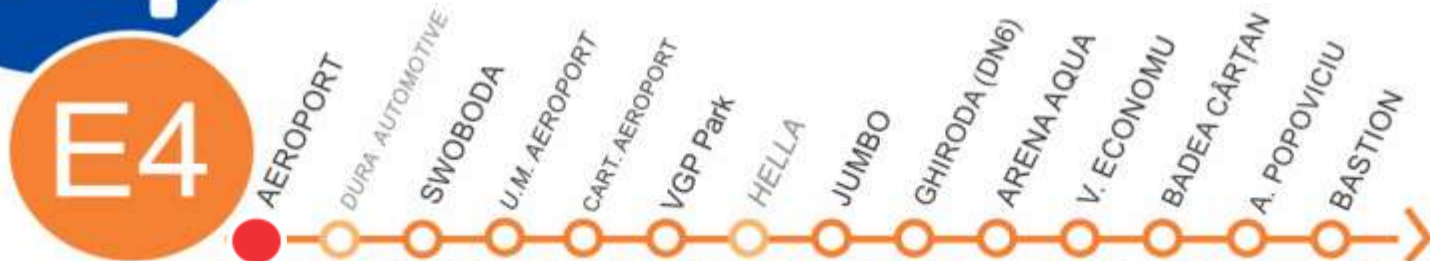 E4
AEROPORT
DURA AUTOMOTIVE
SWOBODA
U.M. AEROPORT
CART. AEROPORT
VGP Park
HELLA
JUMBO
GHIRODA (DN6)
ARENA AQUA
V. ECONOMU
BADEA CÂRȚAN
A. POPOVICIU
BASTION